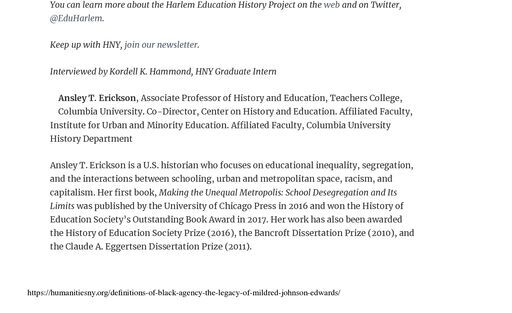 You can learn more about the Harlem Education History Project on the web and on Twitter,
@EduHarlem.
Keep up with HNY, join our newsletter.
Interviewed by Kordell K. Hammond, HNY Graduate Intern
Ansley T. Erickson, Associate Professor of History and Education, Teachers College,
Columbia University. Co-Director, Center on History and Education. Affiliated Faculty,
Institute for Urban and Minority Education. Affiliated Faculty, Columbia University
History Department
Ansley T. Erickson is a U.S. historian who focuses on educational inequality, segregation,
and the interactions between schooling, urban and metropolitan space, racism, and
capitalism. Her first book, Making the Unequal Metropolis: School Desegregation and Its
Limits was published by the University of Chicago Press in 2016 and won the History of
Education Society's Outstanding Book Award in 2017. Her work has also been awarded
the History of Education Society Prize (2016), the Bancroft Dissertation Prize (2010), and
the Claude A. Eggertsen Dissertation Prize (2011).
https://humanitiesny.org/definitions-of-black-agency-the-legacy-of-mildred-johnson-edwards/